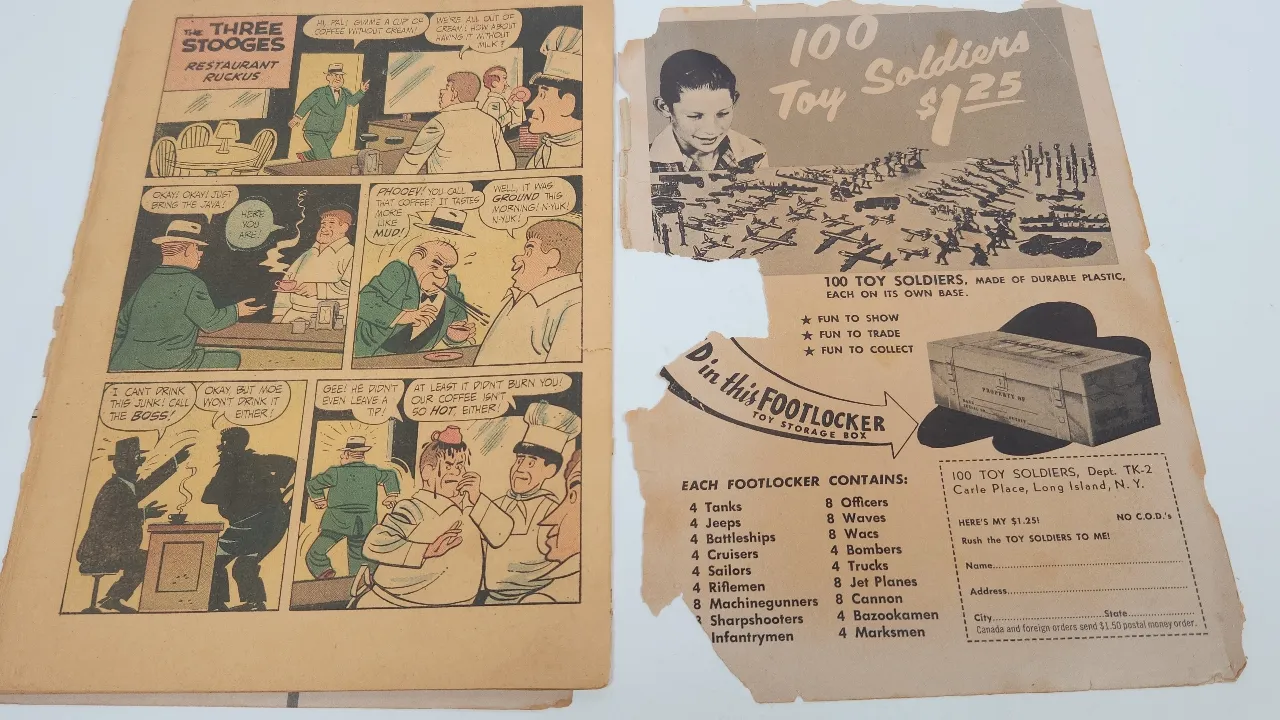 THE THREE
STOOGES
RESTAURANT
RUCKUS
HI, PAL! GIMME A CUP OF
COFFEE WITHOUT CREAM!
WE'RE ALL OUT OF
CREAM! HOW ABOUT
HAVING IT WITHOUT
MILK?
OKAY! OKAY! JUST
BRING THE JAVA!
HERE
YOU
ARE!
PHOOEY! YOU CALL
THAT COFFEE? IT TASTES
MORE
LIKE
MUD!
WELL, IT WAS
GROUND THIS
MORNING! N'YUK!
N'YUK!
I CAN'T DRINK
THIS JUNK! CALL
THE BOSS!
OKAY, BUT MOE
WON'T DRINK IT
EITHER!
GEE! HE DIDN'T
EVEN LEAVE A
TIP!
AT LEAST IT DIDN'T BURN YOU!
OUR COFFEE ISN'T
SO HOT, EITHER!
100
Toy Soldiers
$1.25
100 TOY SOLDIERS, MADE OF DURABLE PLASTIC,
EACH ON ITS OWN BASE.
★ FUN TO SHOW
★ FUN TO TRADE
★ FUN TO COLLECT
D in this FOOTLOCKER
TOY STORAGE BOX
PROPERTY OF
EACH FOOTLOCKER CONTAINS:
4 Tanks
4 Jeeps
4 Battleships
4 Cruisers
4 Sailors
4 Riflemen
8 Machinegunners
8 Sharpshooters
Infantrymen
8 Officers
8 Waves
8 Wacs
4 Bombers
4 Trucks
8 Jet Planes
8 Cannon
4 Bazookamen
4 Marksmen
100 TOY SOLDIERS, Dept. TK-2
Carle Place, Long Island, N. Y.
HERE'S MY $1.25! NO C.O.D.'s
Rush the TOY SOLDIERS TO ME!
Name
Address
City State
Canada and foreign orders send $1.50 postal money order.